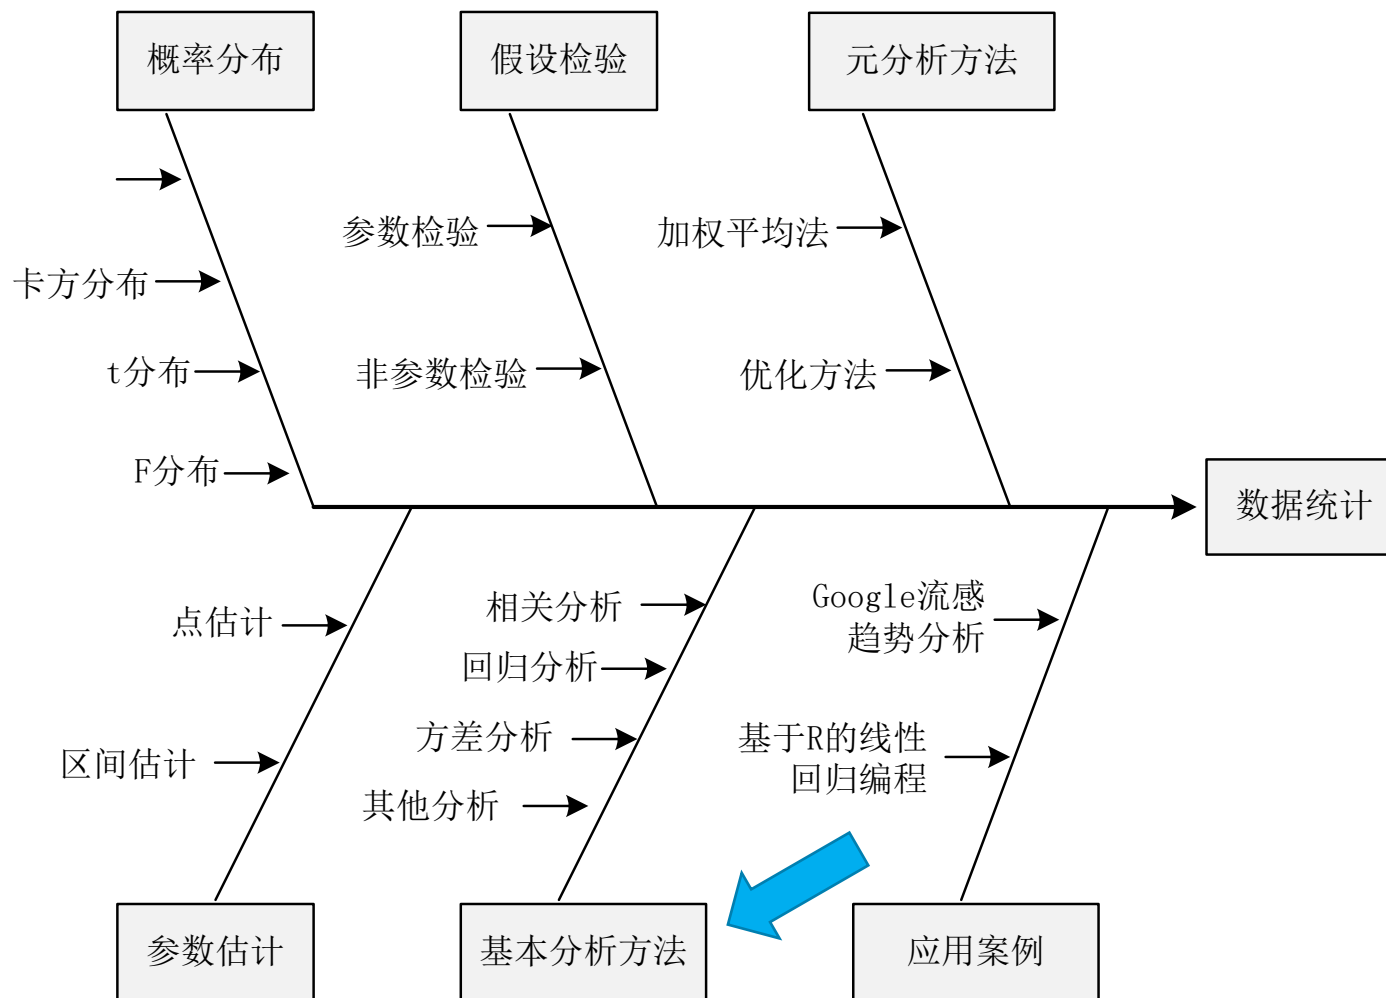 概率分布
假设检验
元分析方法
参数检验
加权平均法
卡方分布
t分布
非参数检验
优化方法
F分布
数据统计
点估计
相关分析
Google流感
趋势分析
回归分析
区间估计
方差分析
基于R的线性
回归编程
其他分析
参数估计
基本分析方法
应用案例